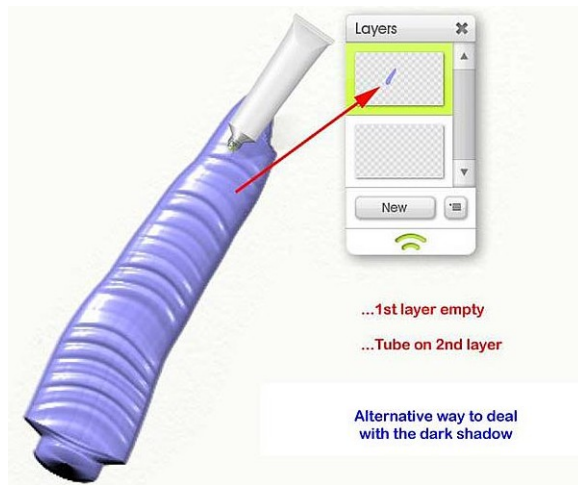 Layers
New
...1st layer empty
...Tube on 2nd layer
Alternative way to deal
with the dark shadow